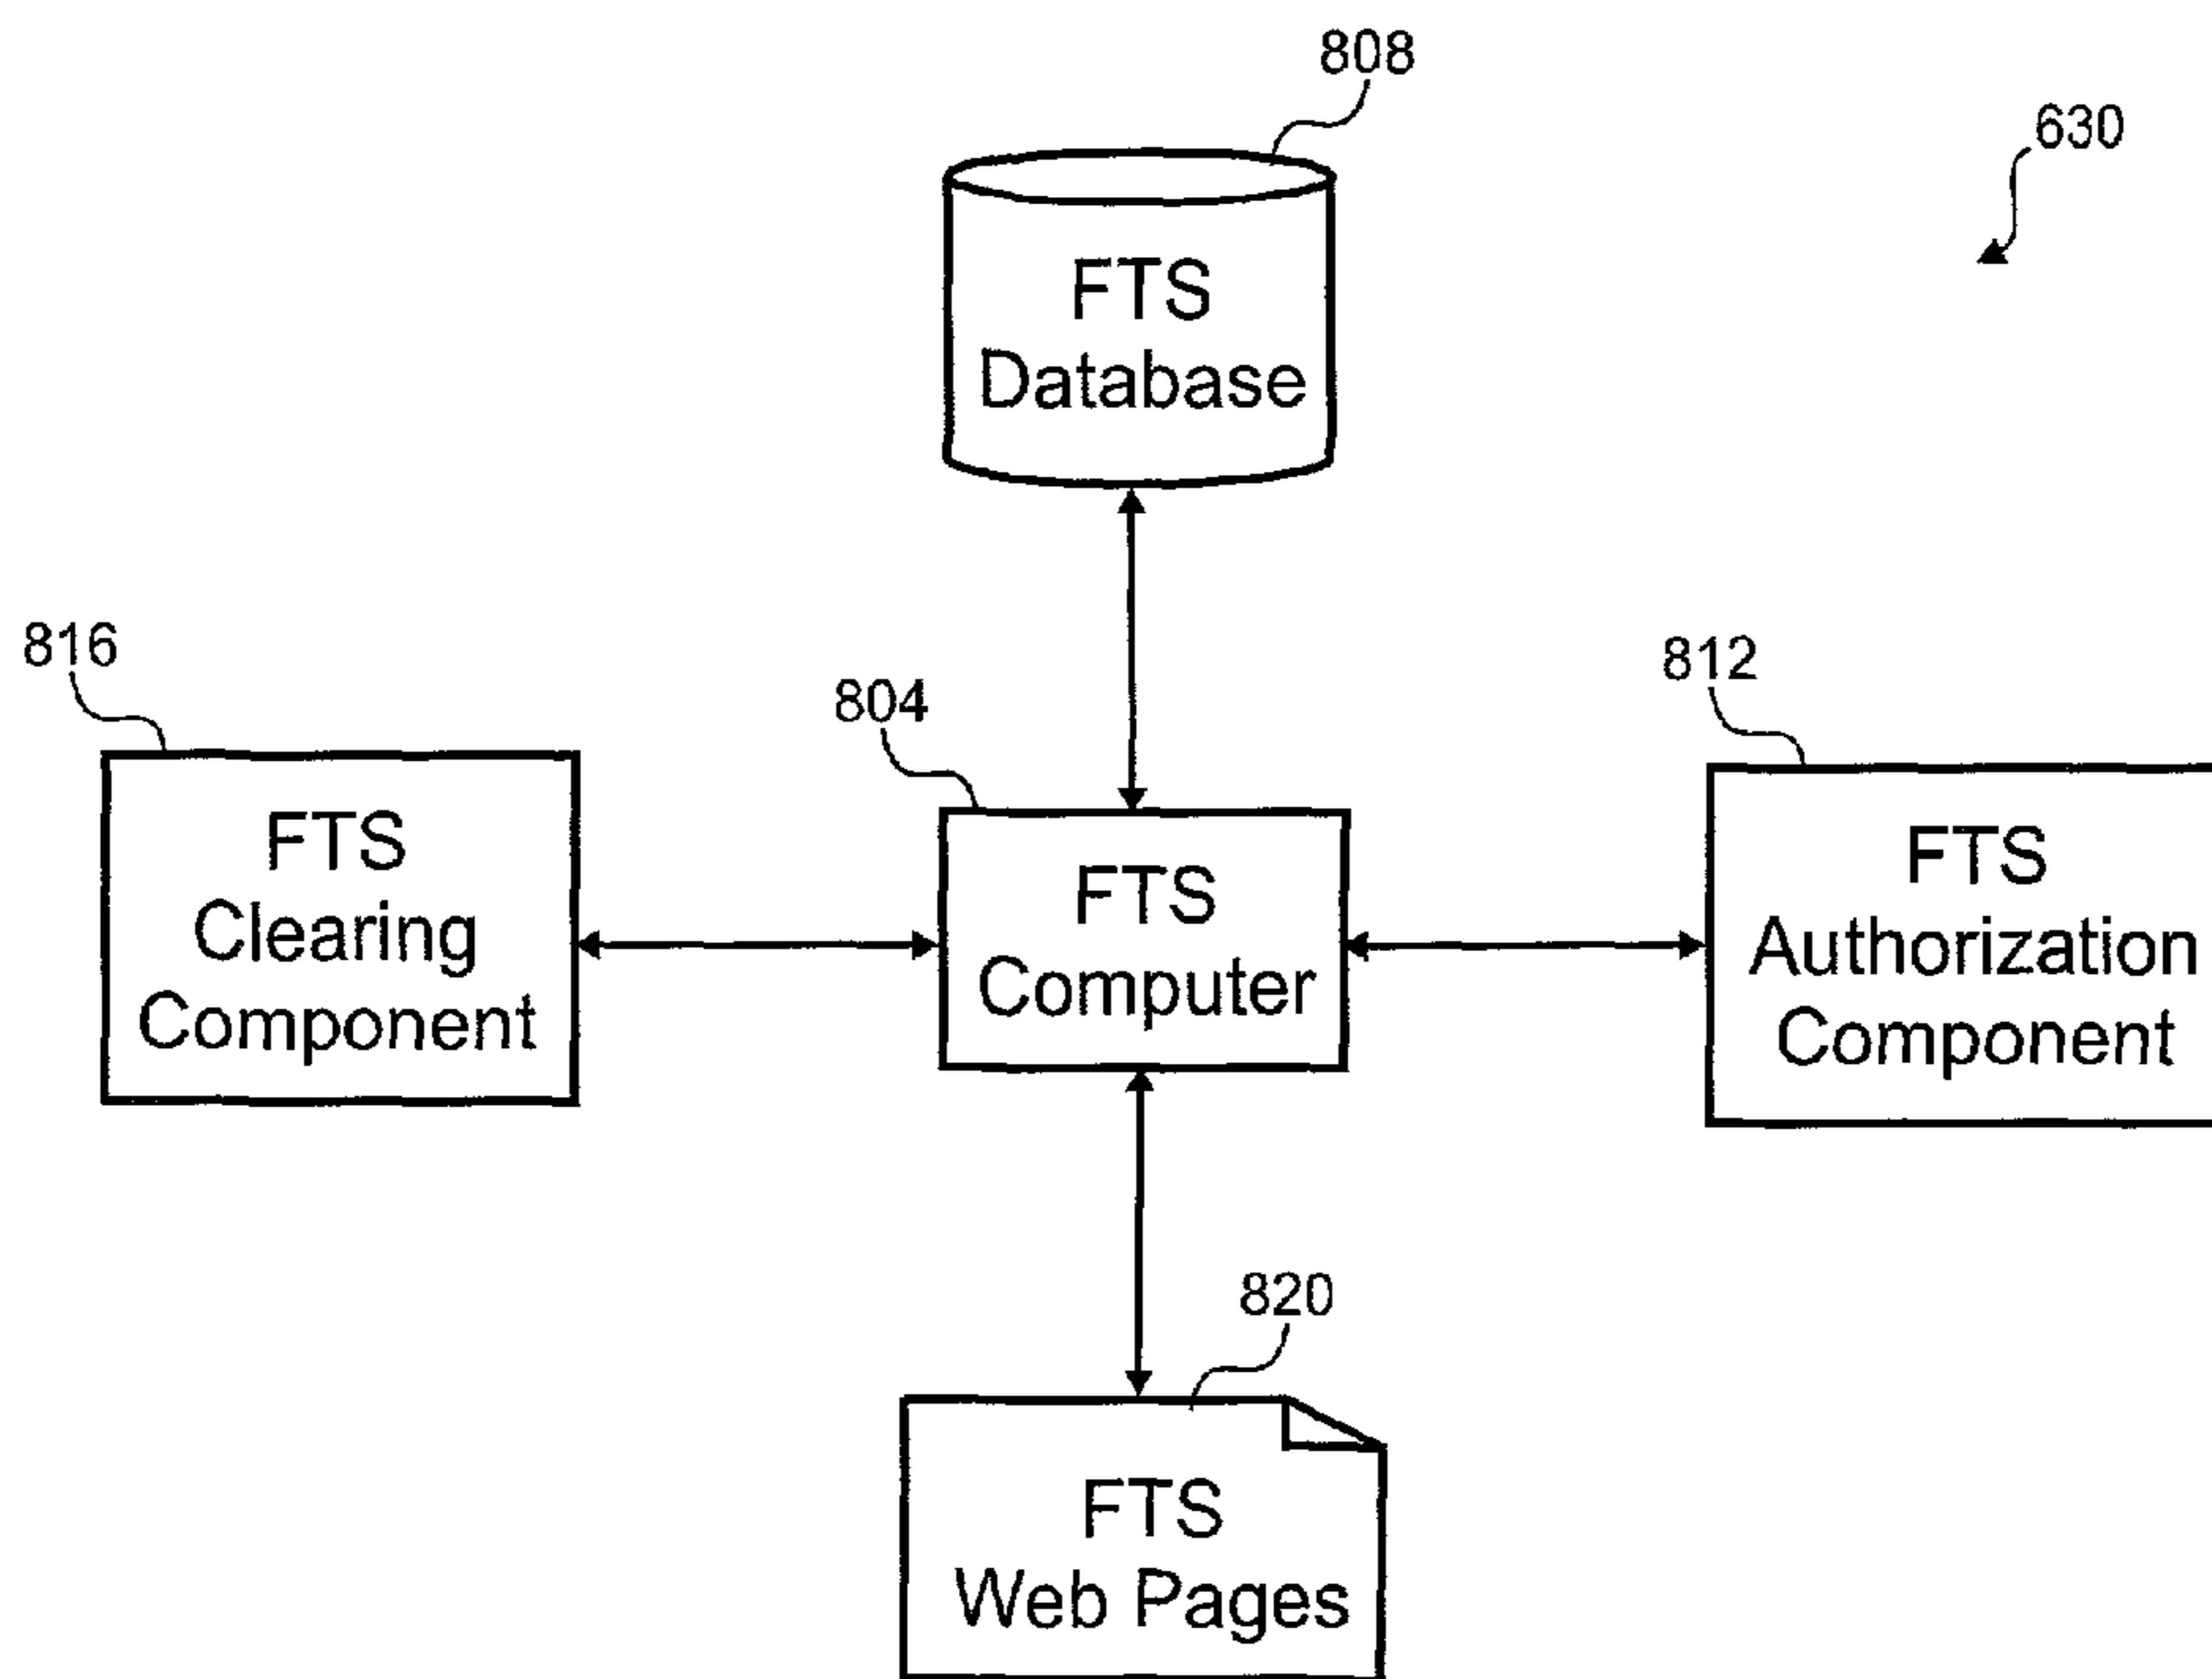 808
630
FTS
Database
816
804
812
FTS
Clearing
Component
FTS
Computer
FTS
Authorization
Component
820
FTS
Web Pages